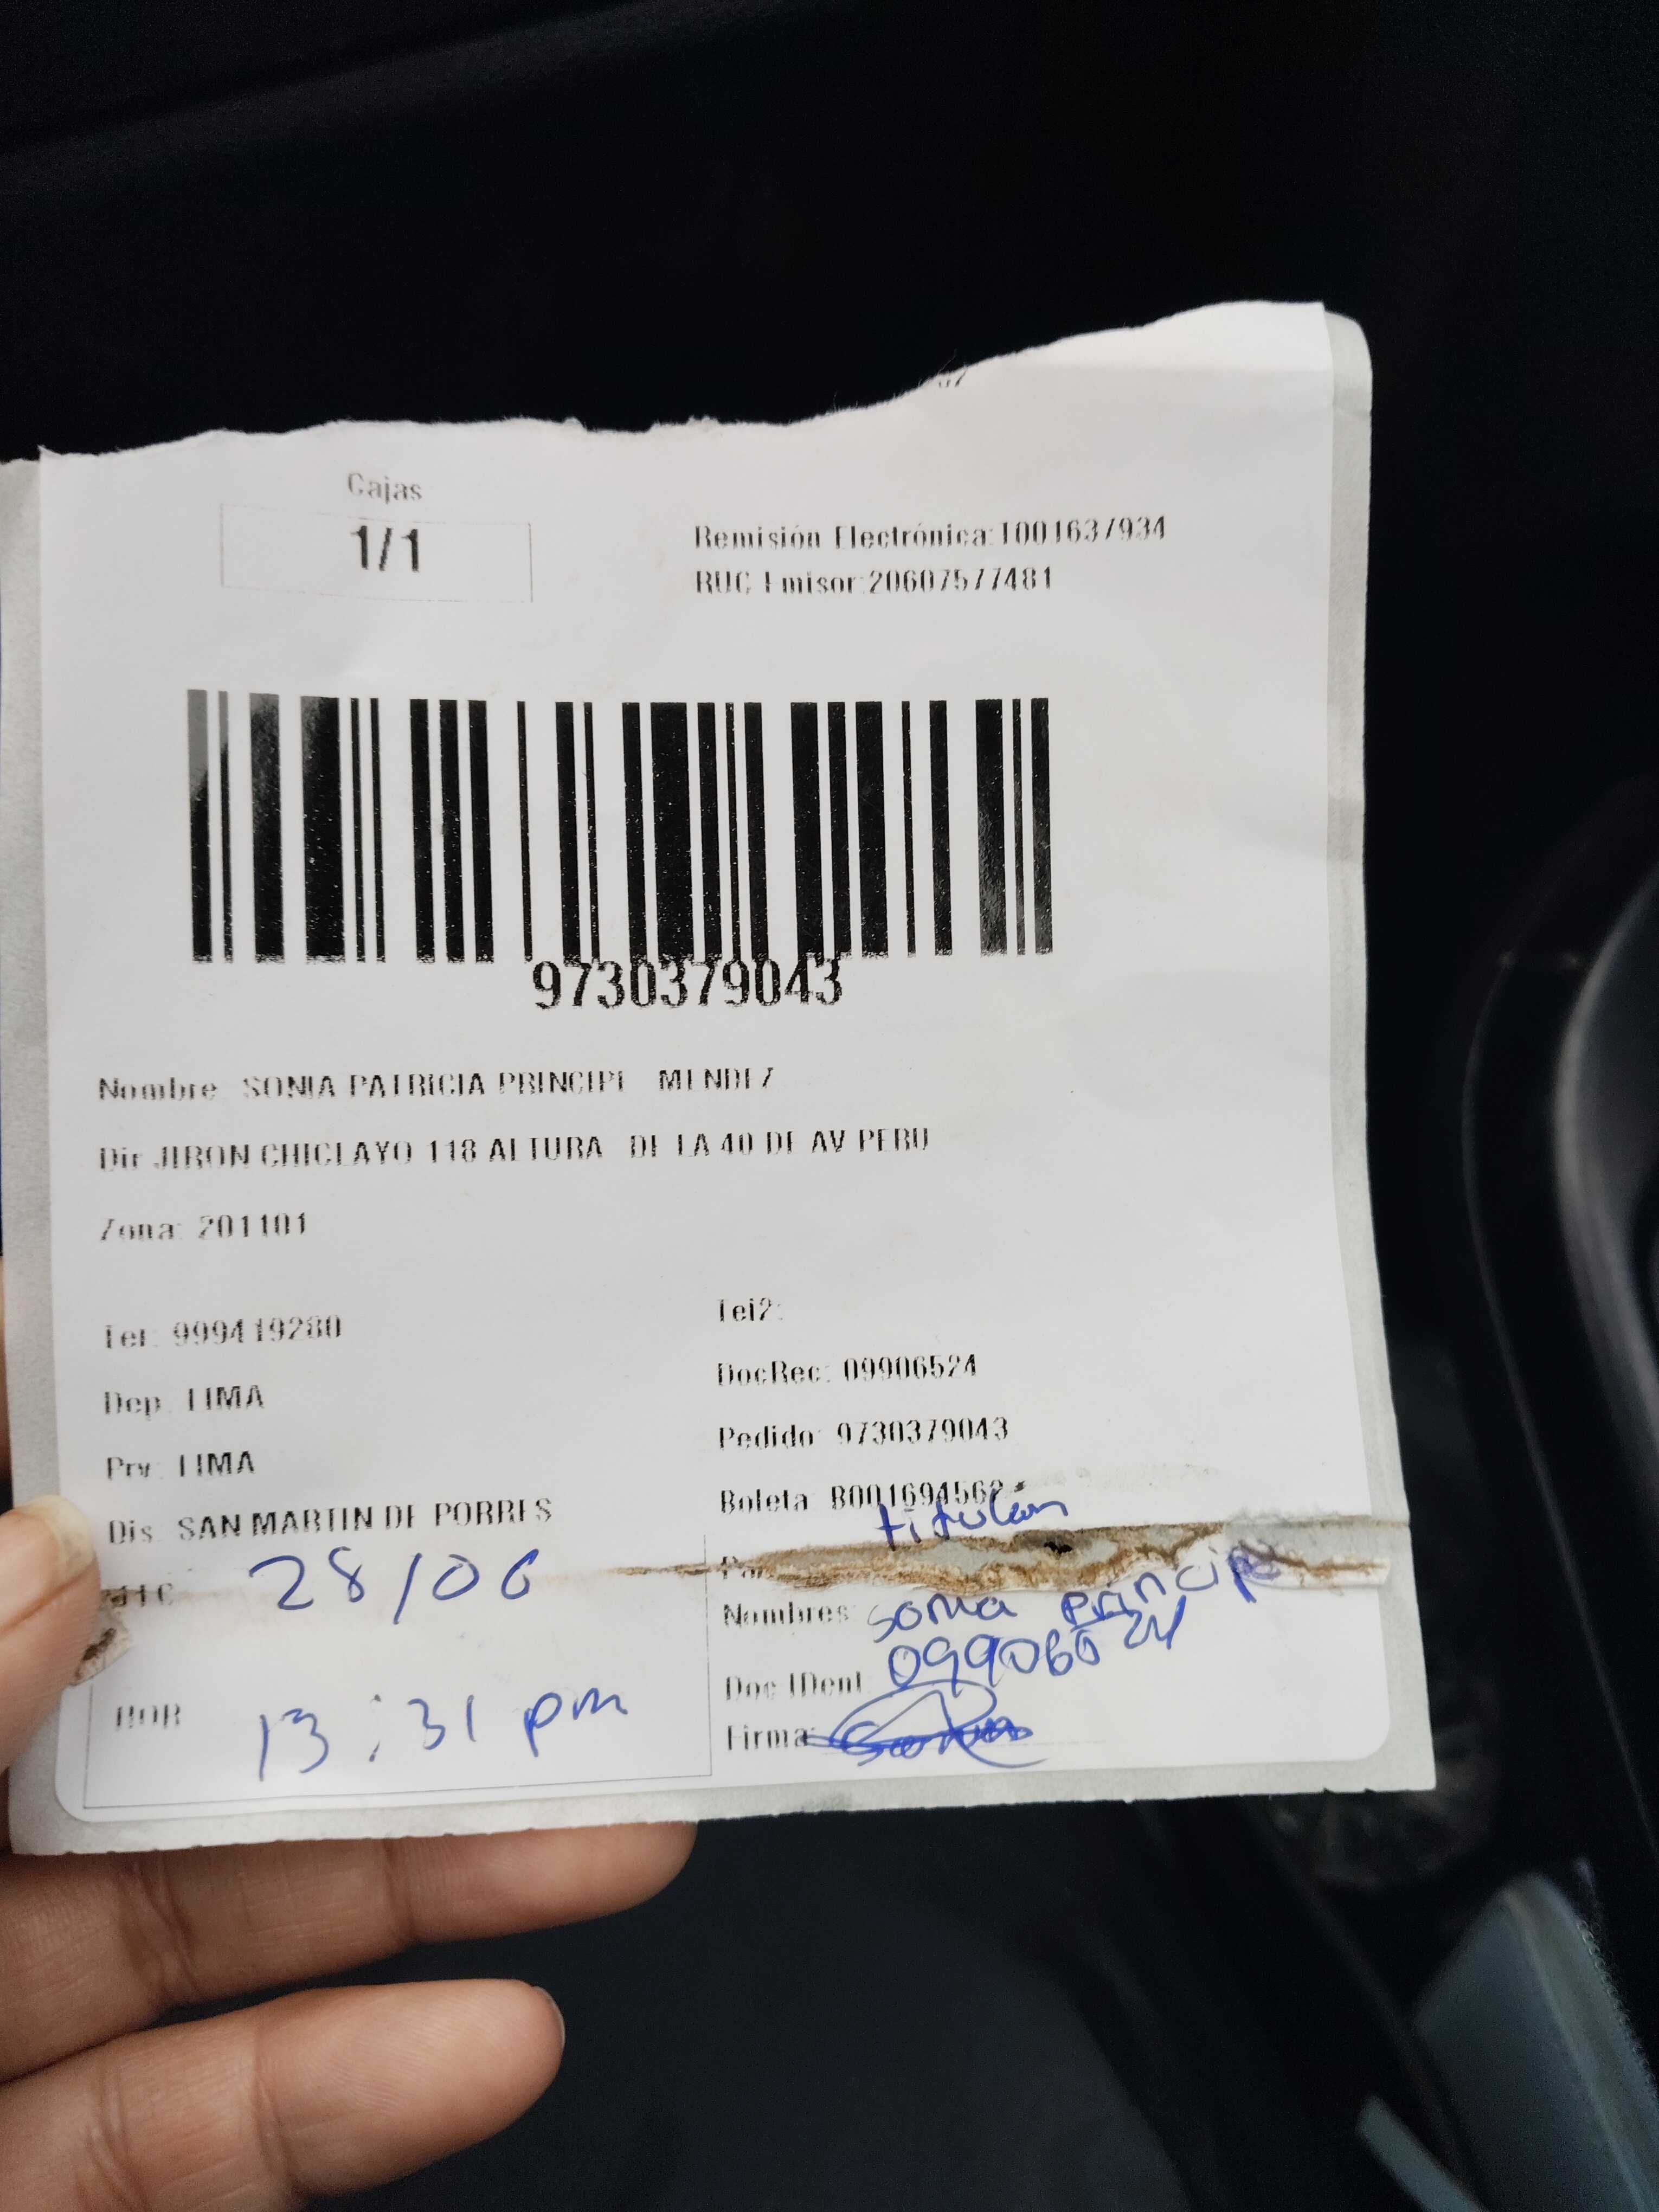 Cajas
1/1
Remisión Electrónica:T001637934
RUC Emisor:20607577481
9730379043
Nombre SONIA PATRICIA PRINCIPE MENDEZ
Dir JIRON CHICLAYO 118 ALTURA DE LA 40 DE AV PERU
Zona: 201101
Tel: 999419280
Tel2:
DocRec: 09906524
Dep: LIMA
Pedido: 9730379043
Prv: LIMA
Boleta: B001694562
Dis: SAN MARTIN DE PORRES
titular
28/06
Nombres: sonia principe
Doc IDent 09906524
HOR 13:31 pm
Firma: